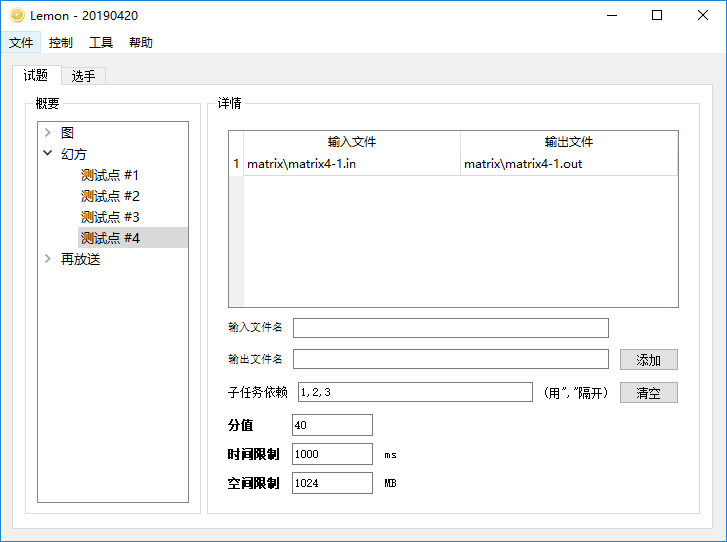 Lemon - 20190420
文件 控制 工具 帮助
试题 选手
概要
图
幻方
测试点 #1
测试点 #2
测试点 #3
测试点 #4
再放送
详情
输入文件 输出文件
1 matrix\matrix4-1.in matrix\matrix4-1.out
输入文件名
输出文件名 添加
子任务依赖 1,2,3 (用","隔开) 清空
分值 40
时间限制 1000 ms
空间限制 1024 MB